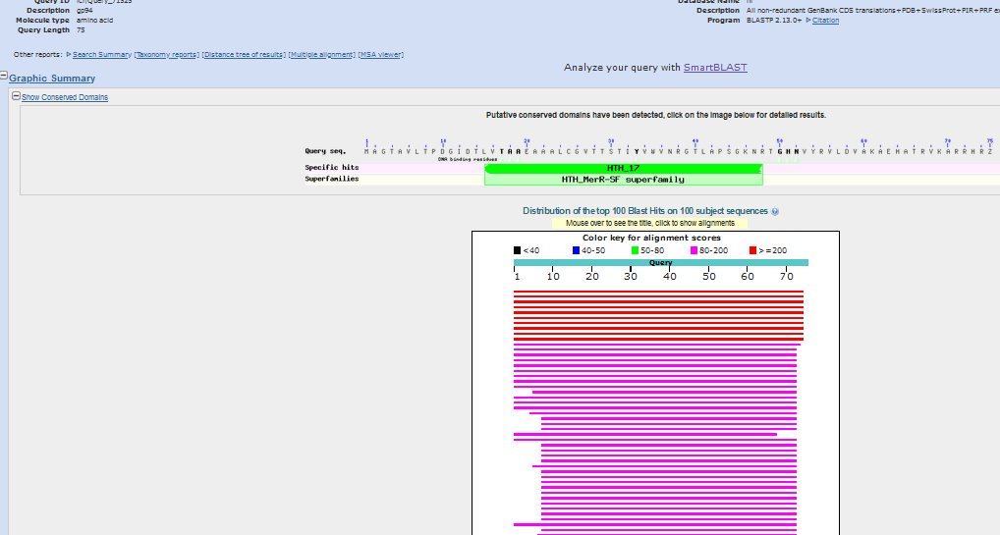 Query ID lcl|Query_71525
Description gp94
Molecule type amino acid
Query Length 75
Database Name nr
Description All non-redundant GenBank CDS translations+PDB+SwissProt+PIR+PRF
Program BLASTP 2.13.0+ Citation
Other reports: Search Summary [Taxonomy reports] [Distance tree of results] [Multiple alignment] [MSA viewer]
Analyze your query with SmartBLAST
Graphic Summary
Show Conserved Domains
Putative conserved domains have been detected, click on the image below for detailed results.
1 10 20 30 40 50 60 70 75
Query seq.
DNA binding residues
Specific hits HTH_17
Superfamilies HTH_MerR-SF superfamily
Distribution of the top 100 Blast Hits on 100 subject sequences
Mouse over to see the title, click to show alignments
Color key for alignment scores
<40 40-50 50-80 80-200 >=200
Query
1 10 20 30 40 50 60 70